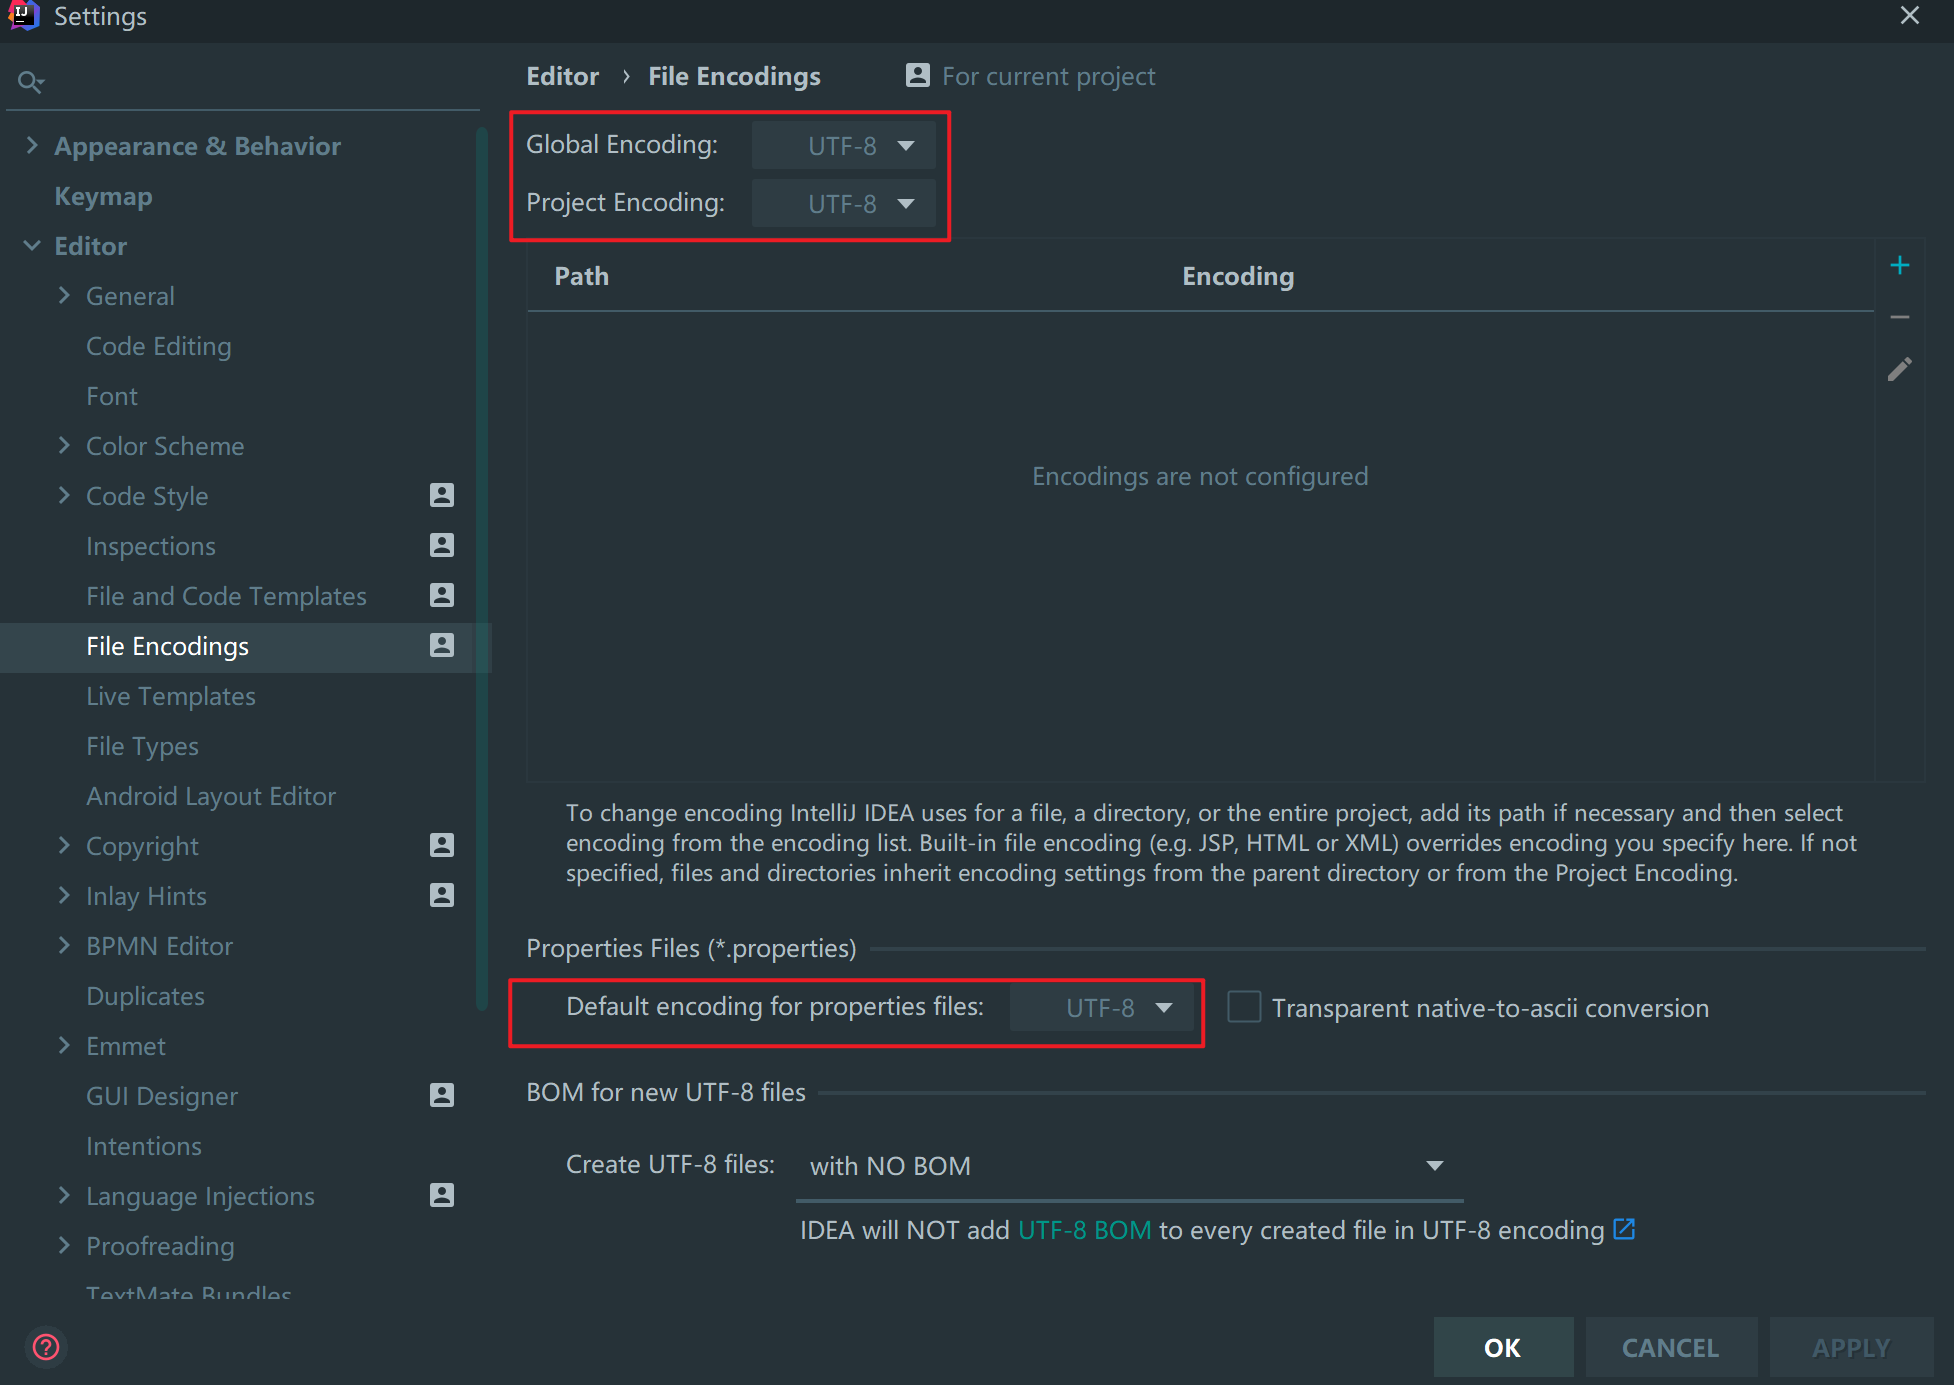 Settings
Appearance & Behavior
Keymap
Editor
General
Code Editing
Font
Color Scheme
Code Style
Inspections
File and Code Templates
File Encodings
Live Templates
File Types
Android Layout Editor
Copyright
Inlay Hints
BPMN Editor
Duplicates
Emmet
GUI Designer
Intentions
Language Injections
Proofreading
TextMate Bundles
Editor › File Encodings For current project
Global Encoding: UTF-8
Project Encoding: UTF-8
Path Encoding
Encodings are not configured
To change encoding IntelliJ IDEA uses for a file, a directory, or the entire project, add its path if necessary and then select
encoding from the encoding list. Built-in file encoding (e.g. JSP, HTML or XML) overrides encoding you specify here. If not
specified, files and directories inherit encoding settings from the parent directory or from the Project Encoding.
Properties Files (*.properties)
Default encoding for properties files: UTF-8 Transparent native-to-ascii conversion
BOM for new UTF-8 files
Create UTF-8 files: with NO BOM
IDEA will NOT add UTF-8 BOM to every created file in UTF-8 encoding
OK CANCEL APPLY